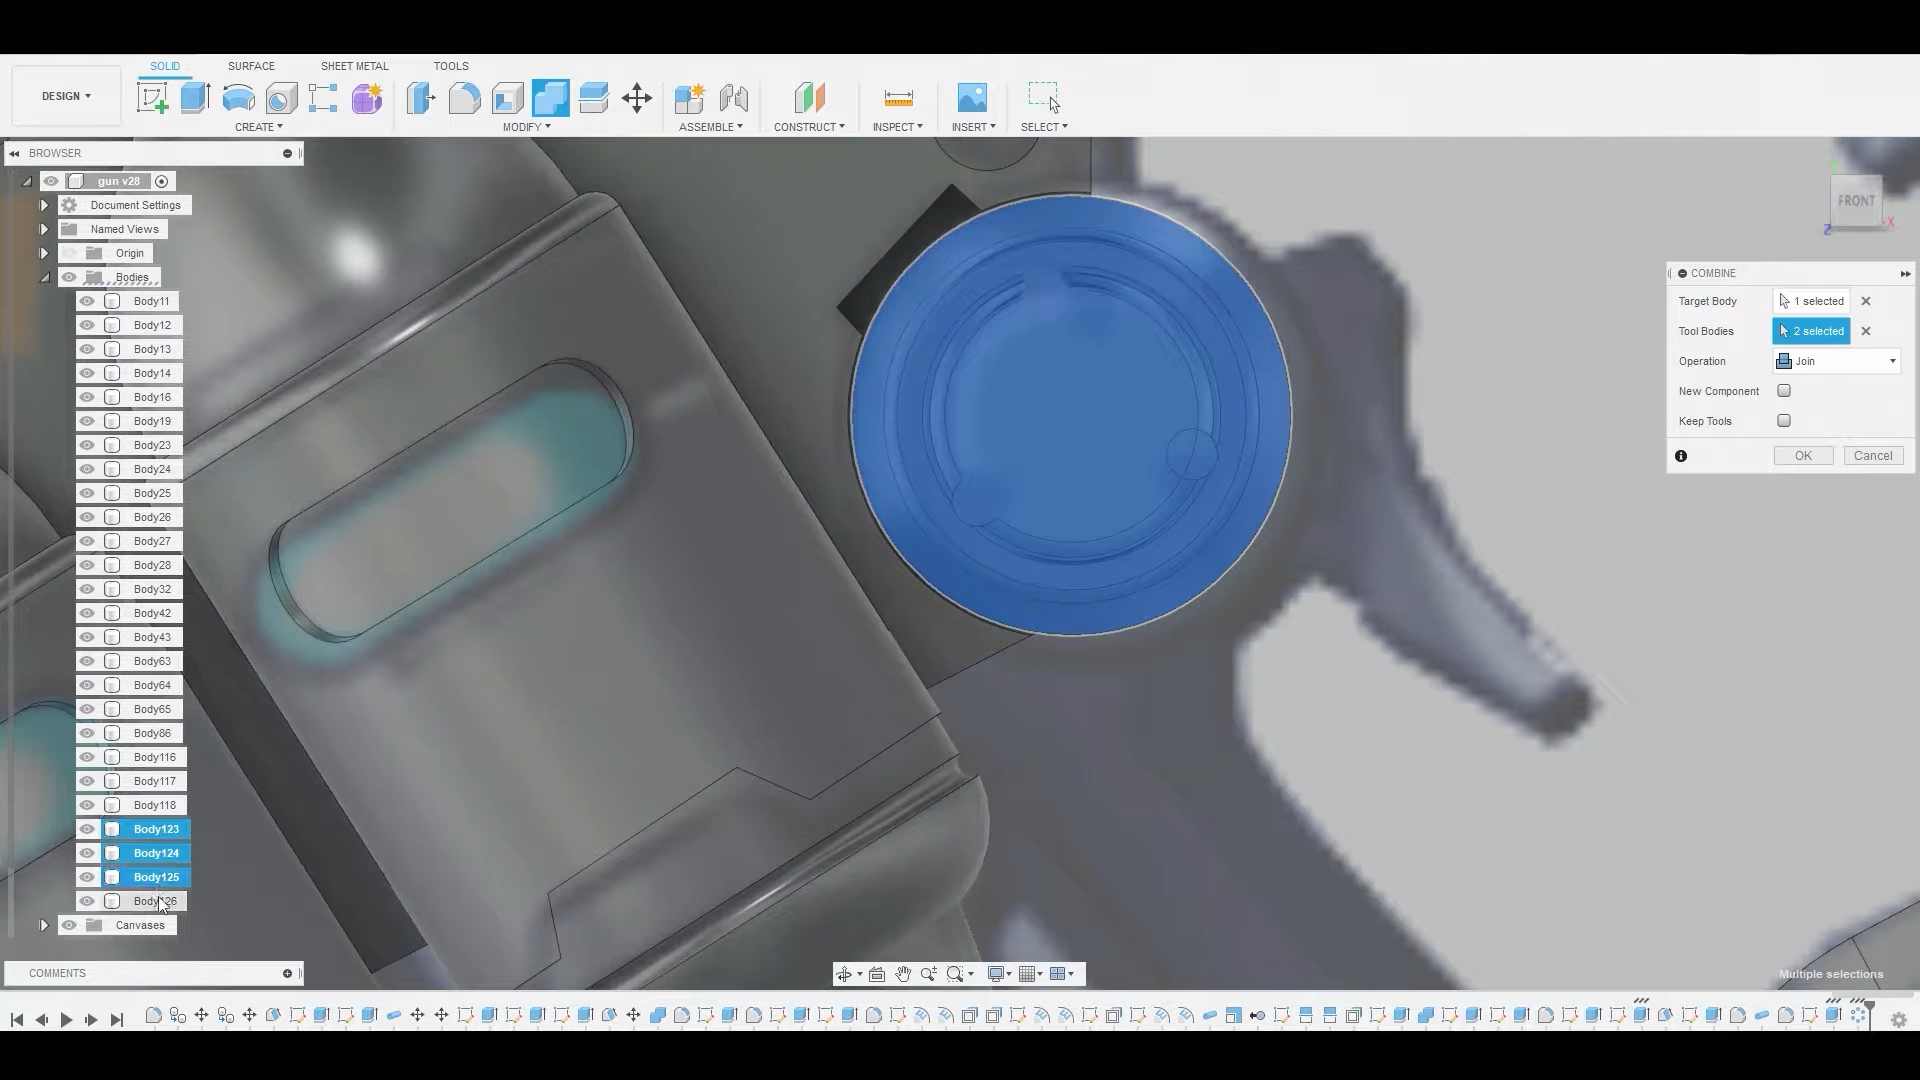 SOLID SURFACE SHEET METAL TOOLS
DESIGN
CREATE MODIFY ASSEMBLE CONSTRUCT INSPECT INSERT SELECT
BROWSER
gun v28
Document Settings
Named Views
Origin
Bodies
Body11
Body12
Body13
Body14
Body16
Body19
Body23
Body24
Body25
Body26
Body27
Body28
Body32
Body42
Body43
Body63
Body64
Body65
Body86
Body116
Body117
Body118
Body123
Body124
Body125
Body126
Canvases
COMMENTS
FRONT
Z
X
COMBINE
Target Body 1 selected
Tool Bodies 2 selected
Operation Join
New Component
Keep Tools
OK Cancel
Multiple selections